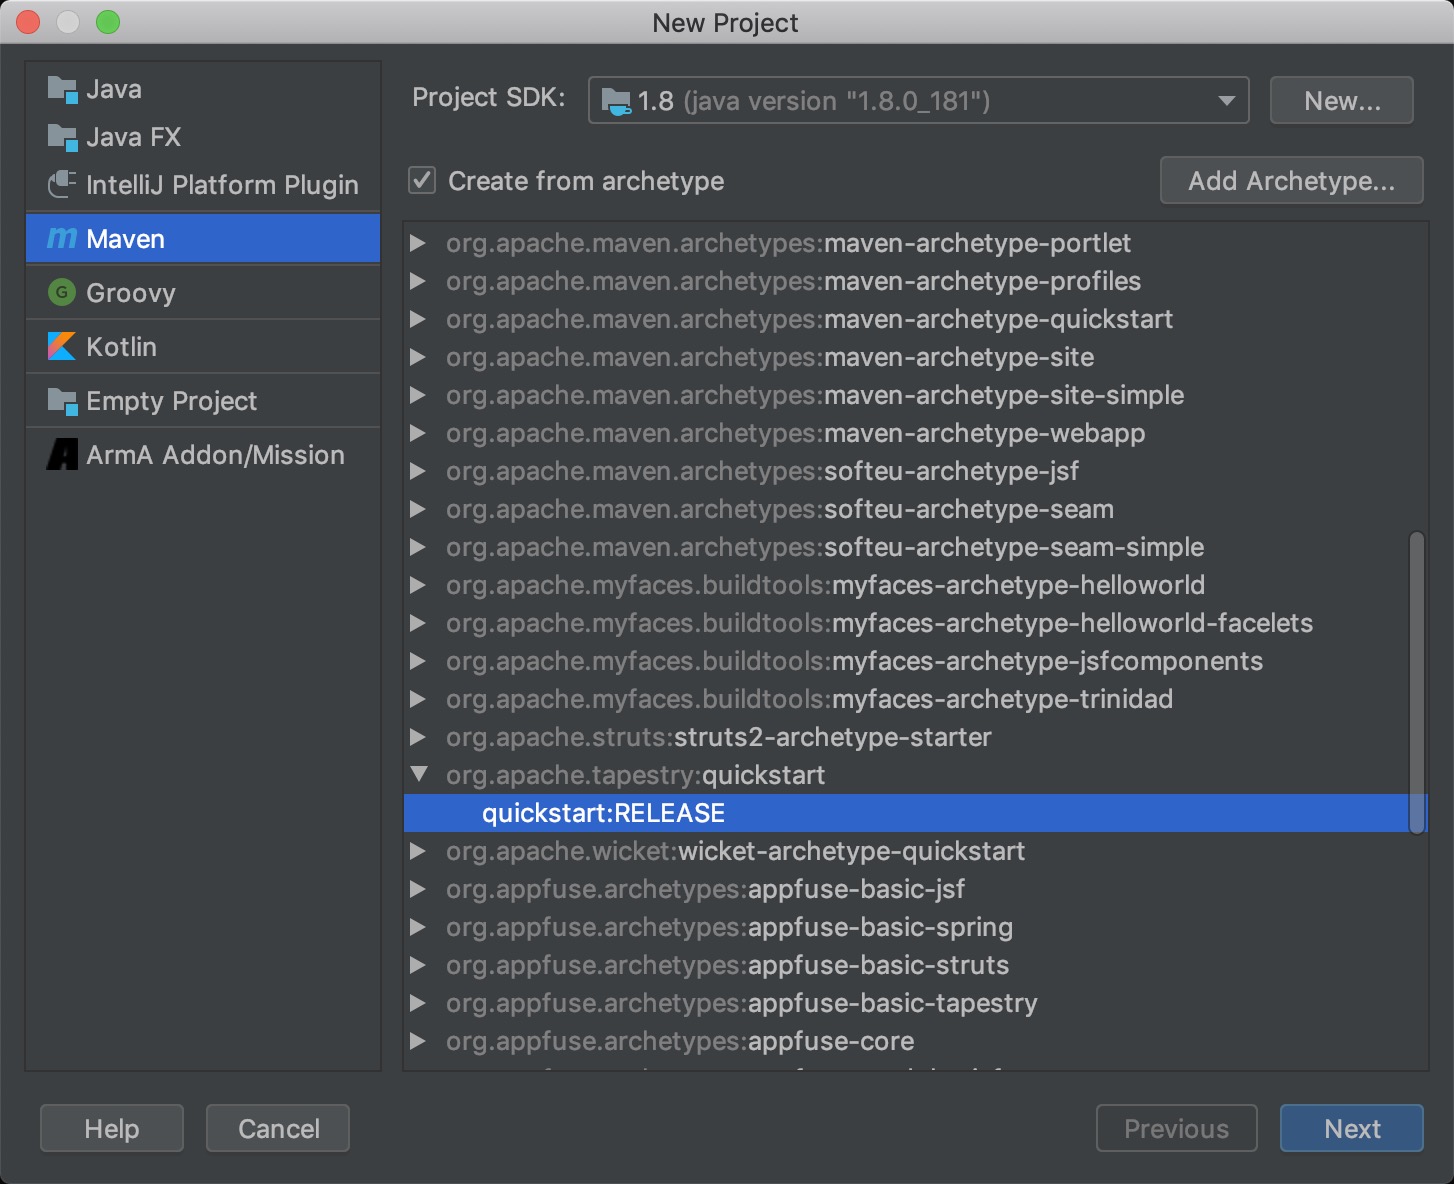 New Project
Java
Java FX
IntelliJ Platform Plugin
Maven
Groovy
Kotlin
Empty Project
ArmA Addon/Mission
Project SDK: 1.8 (java version "1.8.0_181") New...
Create from archetype Add Archetype...
org.apache.maven.archetypes:maven-archetype-portlet
org.apache.maven.archetypes:maven-archetype-profiles
org.apache.maven.archetypes:maven-archetype-quickstart
org.apache.maven.archetypes:maven-archetype-site
org.apache.maven.archetypes:maven-archetype-site-simple
org.apache.maven.archetypes:maven-archetype-webapp
org.apache.maven.archetypes:softeu-archetype-jsf
org.apache.maven.archetypes:softeu-archetype-seam
org.apache.maven.archetypes:softeu-archetype-seam-simple
org.apache.myfaces.buildtools:myfaces-archetype-helloworld
org.apache.myfaces.buildtools:myfaces-archetype-helloworld-facelets
org.apache.myfaces.buildtools:myfaces-archetype-jsfcomponents
org.apache.myfaces.buildtools:myfaces-archetype-trinidad
org.apache.struts:struts2-archetype-starter
org.apache.tapestry:quickstart
quickstart:RELEASE
org.apache.wicket:wicket-archetype-quickstart
org.appfuse.archetypes:appfuse-basic-jsf
org.appfuse.archetypes:appfuse-basic-spring
org.appfuse.archetypes:appfuse-basic-struts
org.appfuse.archetypes:appfuse-basic-tapestry
org.appfuse.archetypes:appfuse-core
Help Cancel Previous Next